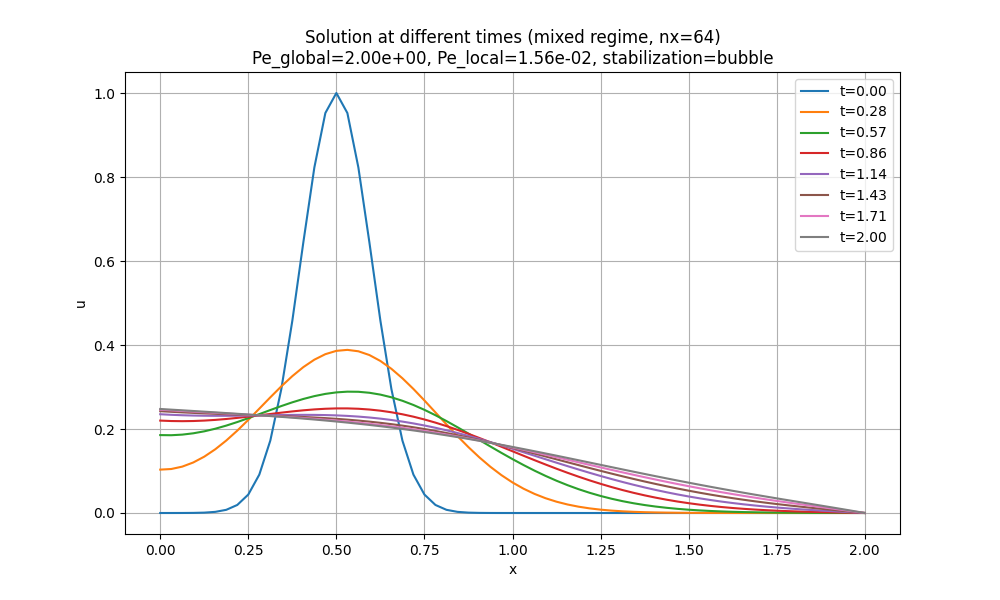 Solution at different times (mixed regime, nx=64)
Pe_global=2.00e+00, Pe_local=1.56e-02, stabilization=bubble
t=0.00
t=0.28
t=0.57
t=0.86
t=1.14
t=1.43
t=1.71
t=2.00
1.0
0.8
0.6
0.4
0.2
0.0
u
0.00 0.25 0.50 0.75 1.00 1.25 1.50 1.75 2.00
x